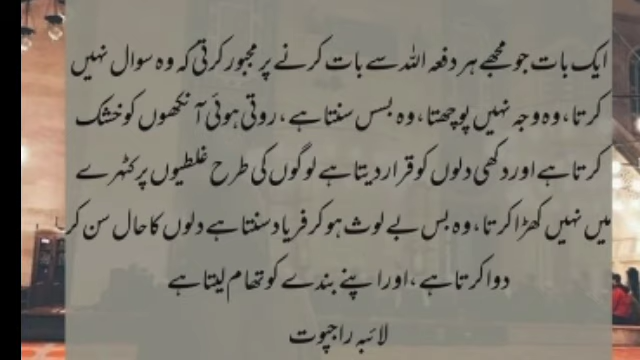 ایک بات جو مجھے ہر دفعہ اللہ سے بات کرنے پر مجبور کرتی کہ وہ سوال نہیں
کرتا، وہ وجہ نہیں پوچھتا، وہ بسس سنتا ہے، روتی ہوئی آنکھوں کو خشک
کرتا ہے اور دکھی دلوں کو قرار دیتا ہے لوگوں کی طرح غلطیوں پر کٹہرے
میں نہیں کھڑا کرتا، وہ بس بے لوث ہو کر فریاد سنتا ہے دلوں کا حال سن کر
دوا کرتا ہے، اور اپنے بندے کو تھام لیتا ہے
لائبہ راجپوت